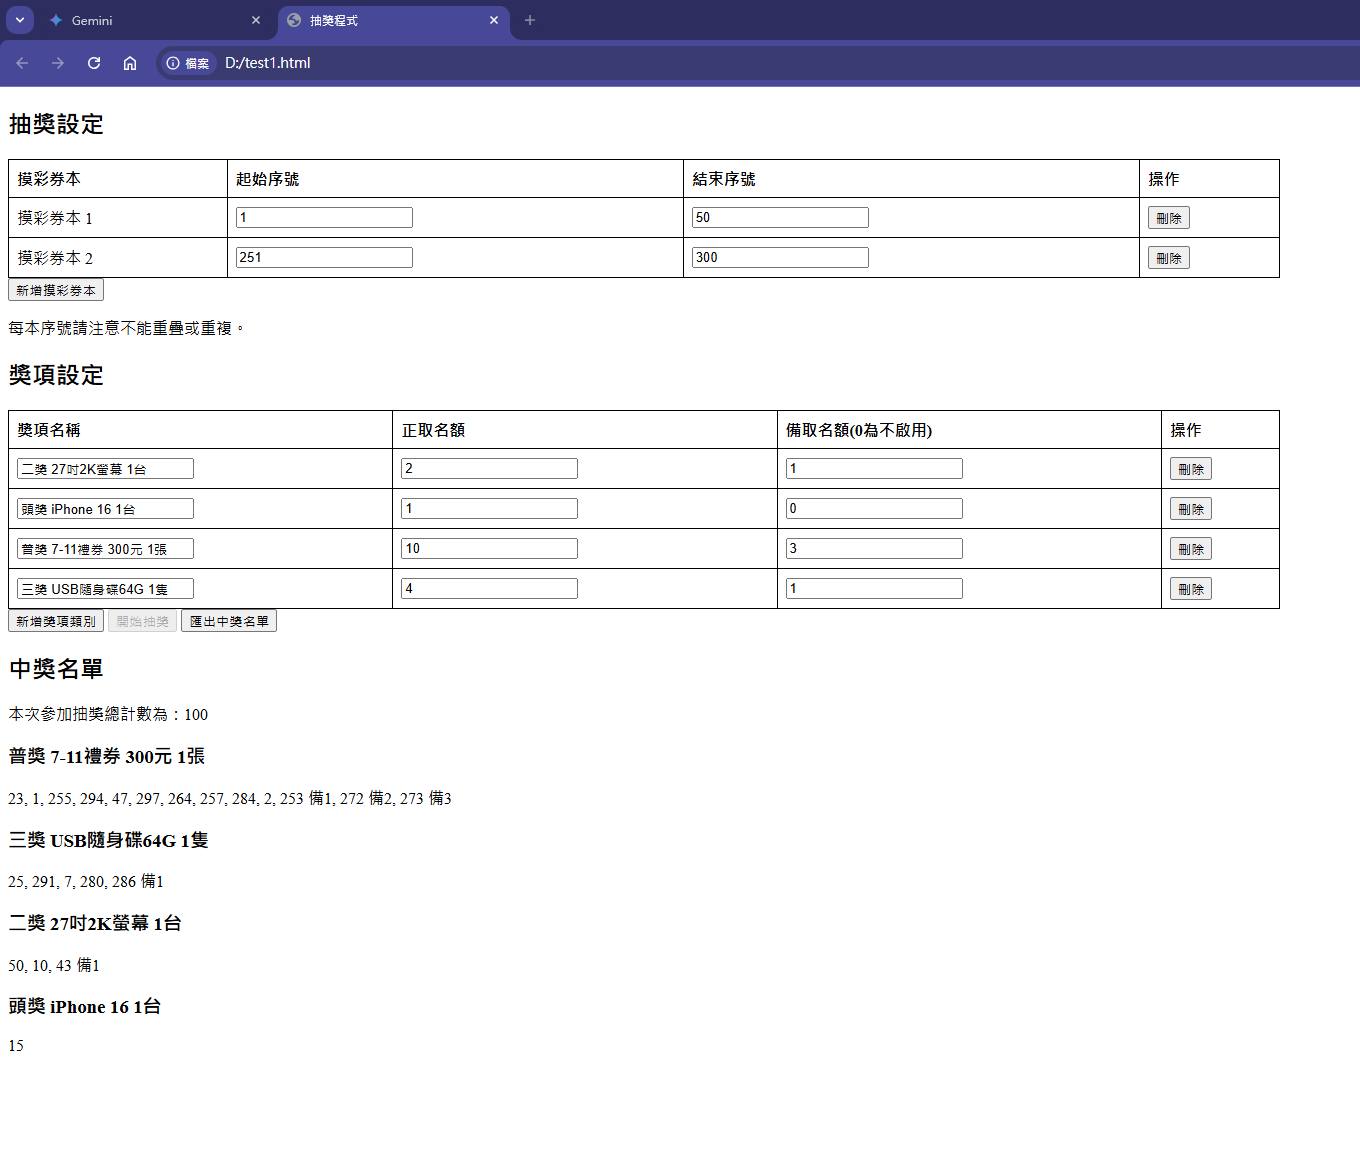 Gemini
抽獎程式
檔案 D:/test1.html
抽獎設定
摸彩券本 起始序號 結束序號 操作
摸彩券本 1 1 50 刪除
摸彩券本 2 251 300 刪除
新增摸彩券本
每本序號請注意不能重疊或重複。
獎項設定
獎項名稱 正取名額 備取名額(0為不啟用) 操作
二獎 27吋2K螢幕 1台 2 1 刪除
頭獎 iPhone 16 1台 1 0 刪除
普獎 7-11禮券 300元 1張 10 3 刪除
三獎 USB隨身碟64G 1隻 4 1 刪除
新增獎項類別 開始抽獎 匯出中獎名單
中獎名單
本次參加抽獎總計數為：100
普獎 7-11禮券 300元 1張
23, 1, 255, 294, 47, 297, 264, 257, 284, 2, 253 備1, 272 備2, 273 備3
三獎 USB隨身碟64G 1隻
25, 291, 7, 280, 286 備1
二獎 27吋2K螢幕 1台
50, 10, 43 備1
頭獎 iPhone 16 1台
15